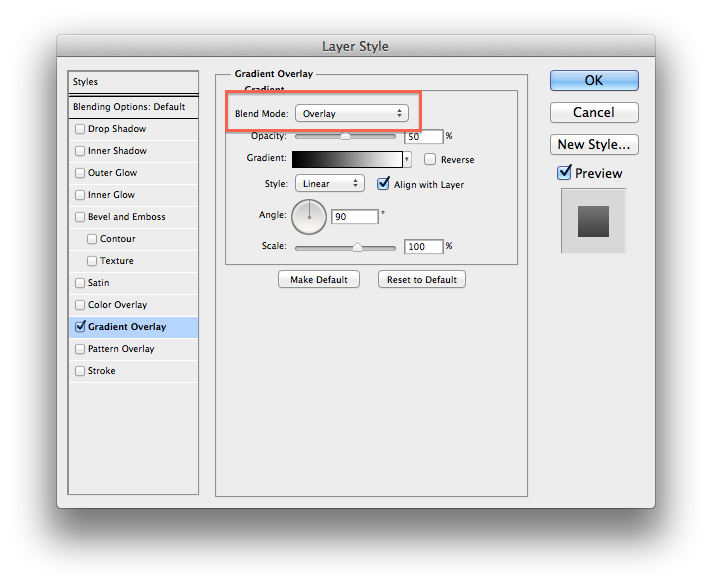 Layer Style
Styles
Blending Options: Default
Drop Shadow
Inner Shadow
Outer Glow
Inner Glow
Bevel and Emboss
Contour
Texture
Satin
Color Overlay
Gradient Overlay
Pattern Overlay
Stroke
Gradient Overlay
Gradient
Blend Mode: Overlay
Opacity: 50 %
Gradient: Reverse
Style: Linear Align with Layer
Angle: 90 °
Scale: 100 %
Make Default Reset to Default
OK
Cancel
New Style...
Preview